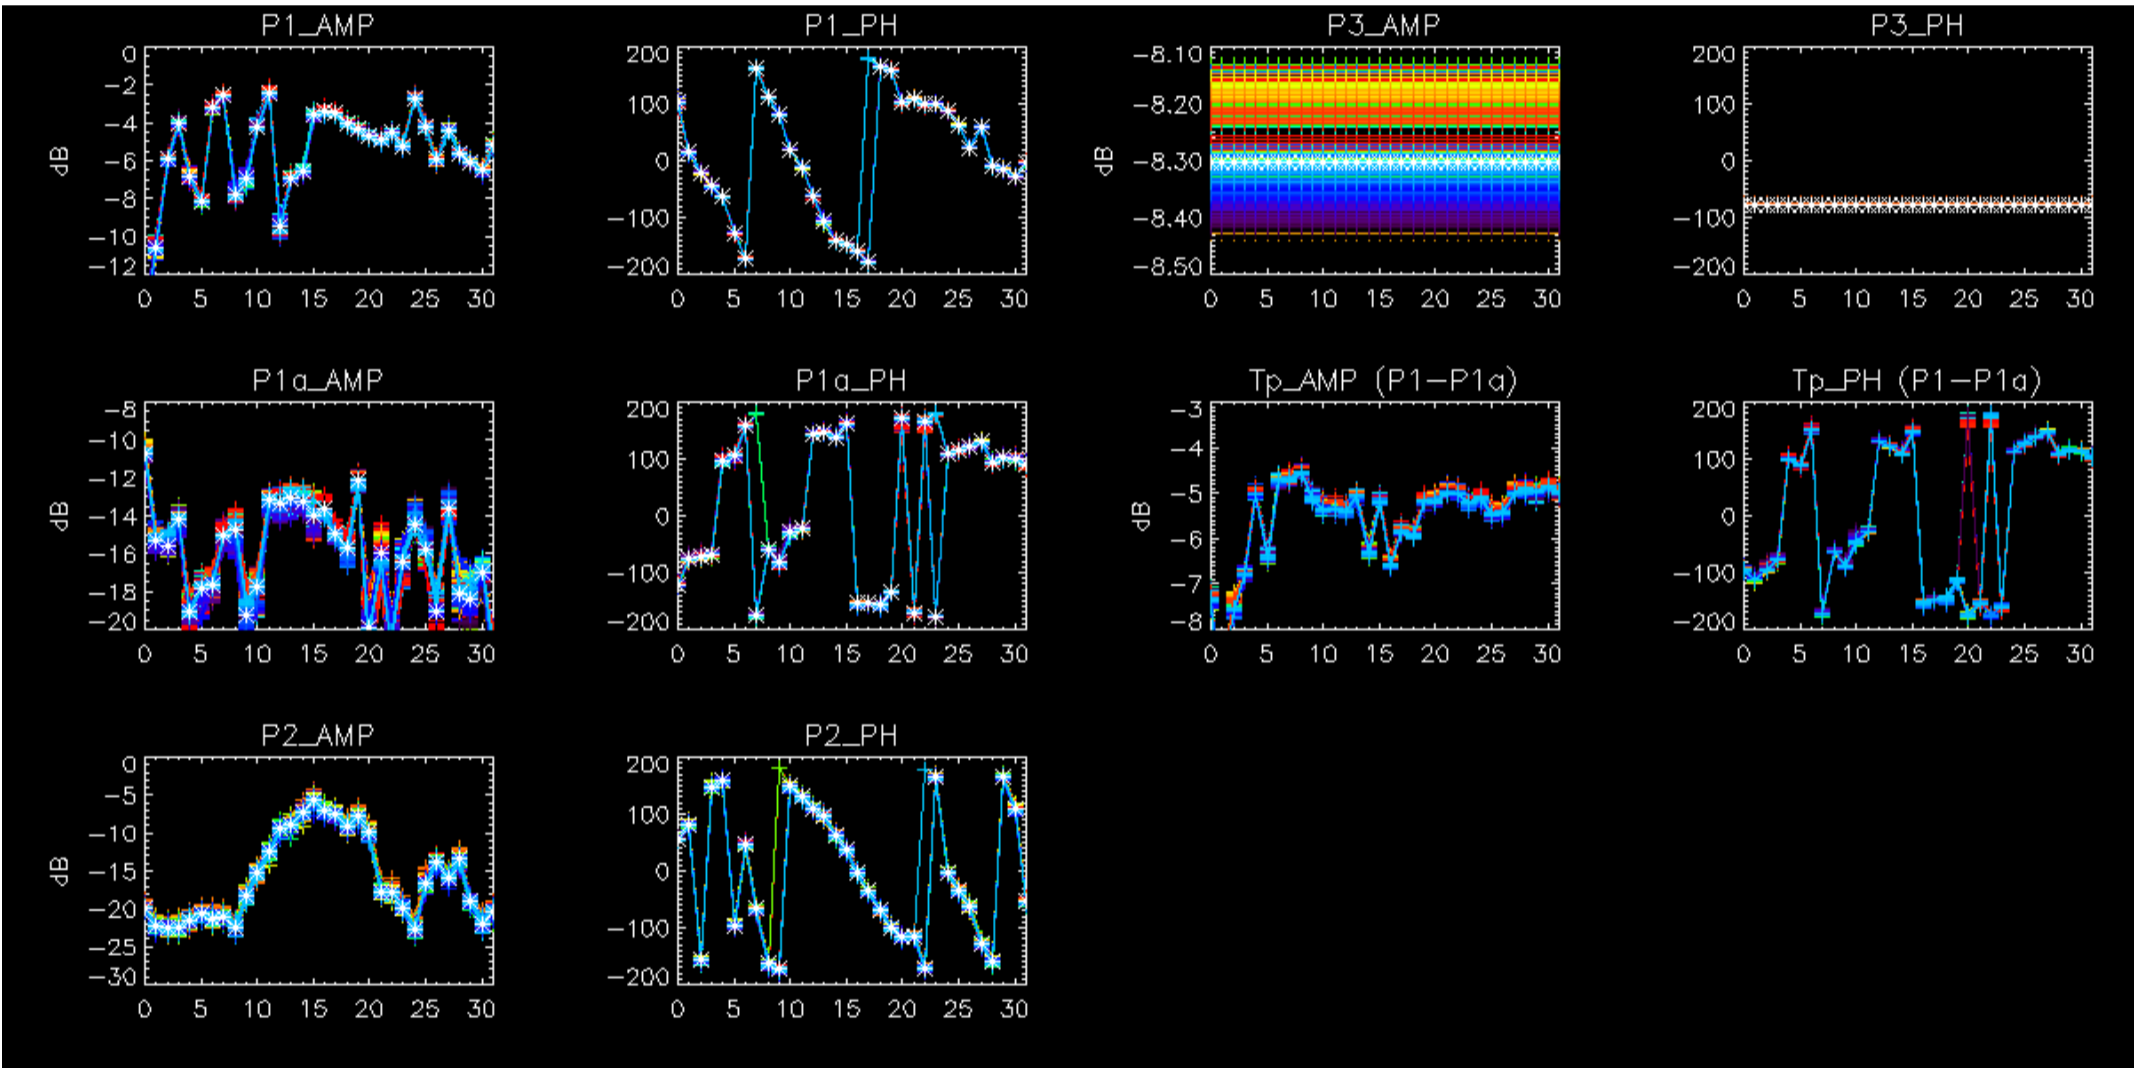 P1_AMP
0
-2
-4
-6
-8
-10
-12
dB
0 5 10 15 20 25 30
P1_PH
200
100
0
-100
-200
0 5 10 15 20 25 30
P3_AMP
-8.10
-8.20
-8.30
-8.40
-8.50
dB
0 5 10 15 20 25 30
P3_PH
200
100
0
-100
-200
0 5 10 15 20 25 30
P1a_AMP
-8
-10
-12
-14
-16
-18
-20
dB
0 5 10 15 20 25 30
P1a_PH
200
100
0
-100
-200
0 5 10 15 20 25 30
Tp_AMP (P1-P1a)
-3
-4
-5
-6
-7
-8
dB
0 5 10 15 20 25 30
Tp_PH (P1-P1a)
200
100
0
-100
-200
0 5 10 15 20 25 30
P2_AMP
0
-5
-10
-15
-20
-25
-30
dB
0 5 10 15 20 25 30
P2_PH
200
100
0
-100
-200
0 5 10 15 20 25 30